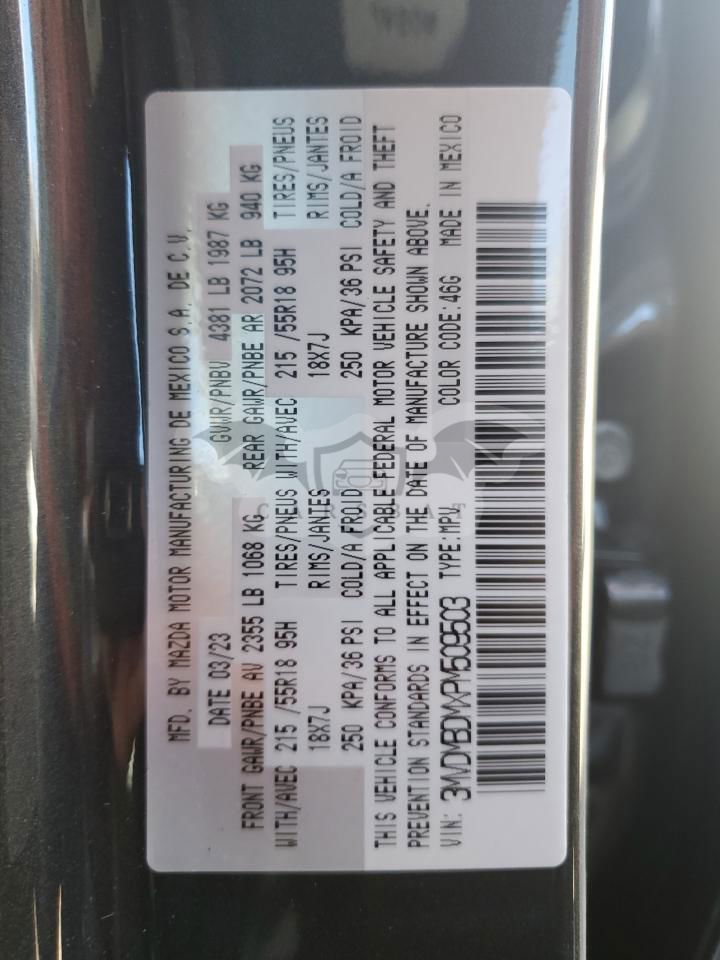 MFD. BY MAZDA MOTOR MANUFACTURING DE MEXICO S.A. DE C.V.
DATE 03/23 GVWR/PNBV 4381 LB 1987 KG
FRONT GAWR/PNBE AV 2355 LB 1068 KG REAR GAWR/PNBE AR 2072 LB 940 KG
WITH/AVEC 215 /55R18 95H TIRES/PNEUS WITH/AVEC 215 /55R18 95H TIRES/PNEUS
18X7J RIMS/JANTES 18X7J RIMS/JANTES
250 KPA/36 PSI COLD/A FROID 250 KPA/36 PSI COLD/A FROID
THIS VEHICLE CONFORMS TO ALL APPLICABLE FEDERAL MOTOR VEHICLE SAFETY AND THEFT
PREVENTION STANDARDS IN EFFECT ON THE DATE OF MANUFACTURE SHOWN ABOVE.
VIN: 3MVDMBDMXPM509503 TYPE:MPV COLOR CODE:46G MADE IN MEXICO